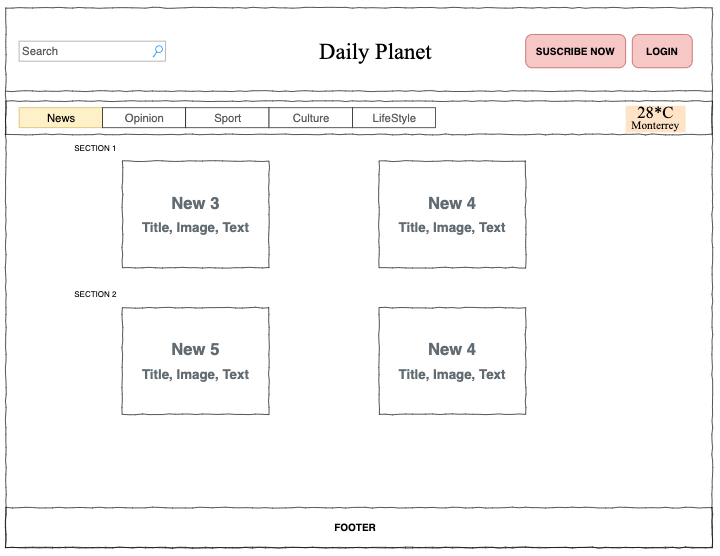 Search
Daily Planet
SUSCRIBE NOW
LOGIN
News
Opinion
Sport
Culture
LifeStyle
28*C
Monterrey
SECTION 1
New 3
Title, Image, Text
New 4
Title, Image, Text
SECTION 2
New 5
Title, Image, Text
New 4
Title, Image, Text
FOOTER